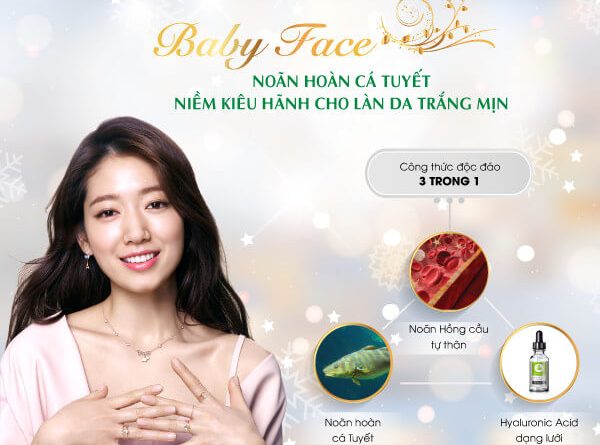 Baby Face
NOÃN HOÀN CÁ TUYẾT
NIỀM KIÊU HÃNH CHO LÀN DA TRẮNG MỊN
Công thức độc đáo
3 TRONG 1
Noãn Hồng cầu
tự thân
Noãn hoàn
cá Tuyết
Hyaluronic Acid
dạng lưới